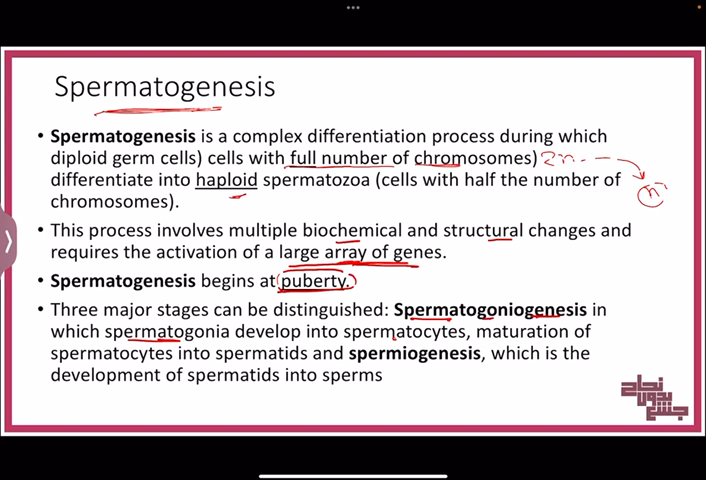 Spermatogenesis
• Spermatogenesis is a complex differentiation process during which
diploid germ cells) cells with full number of chromosomes) 2n
differentiate into haploid spermatozoa (cells with half the number of n
chromosomes).
• This process involves multiple biochemical and structural changes and
requires the activation of a large array of genes.
• Spermatogenesis begins at puberty.
• Three major stages can be distinguished: Spermatogoniogenesis in
which spermatogonia develop into spermatocytes, maturation of
spermatocytes into spermatids and spermiogenesis, which is the
development of spermatids into sperms
نجاح
بدون
جشع